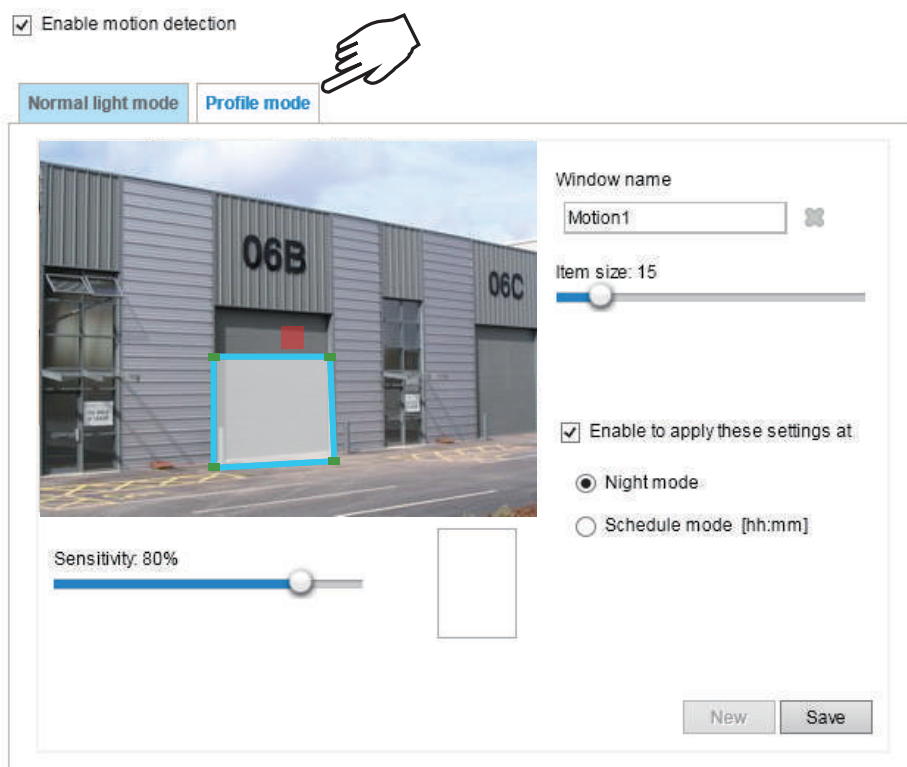 Enable motion detection
Normal light mode
Profile mode
Window name
Motion1
Item size: 15
06B
06C
Enable to apply these settings at
Night mode
Schedule mode [hh:mm]
Sensitivity: 80%
New
Save